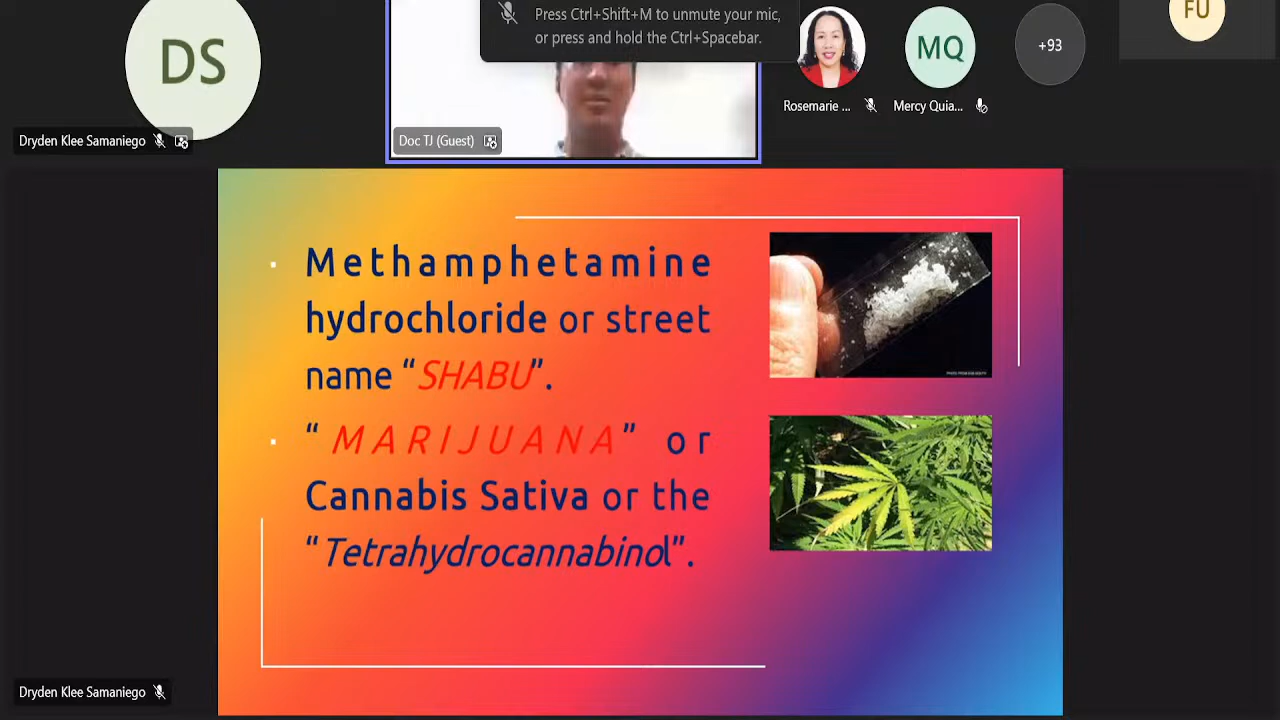 DS
Press Ctrl+Shift+M to unmute your mic,
or press and hold the Ctrl+Spacebar.
MQ
+93
FU
Rosemarie ...
Mercy Quia...
Dryden Klee Samaniego
Doc TJ (Guest)
Methamphetamine
hydrochloride or street
name “SHABU”.
“MARIJUANA” or
Cannabis Sativa or the
“Tetrahydrocannabinol”.
Dryden Klee Samaniego